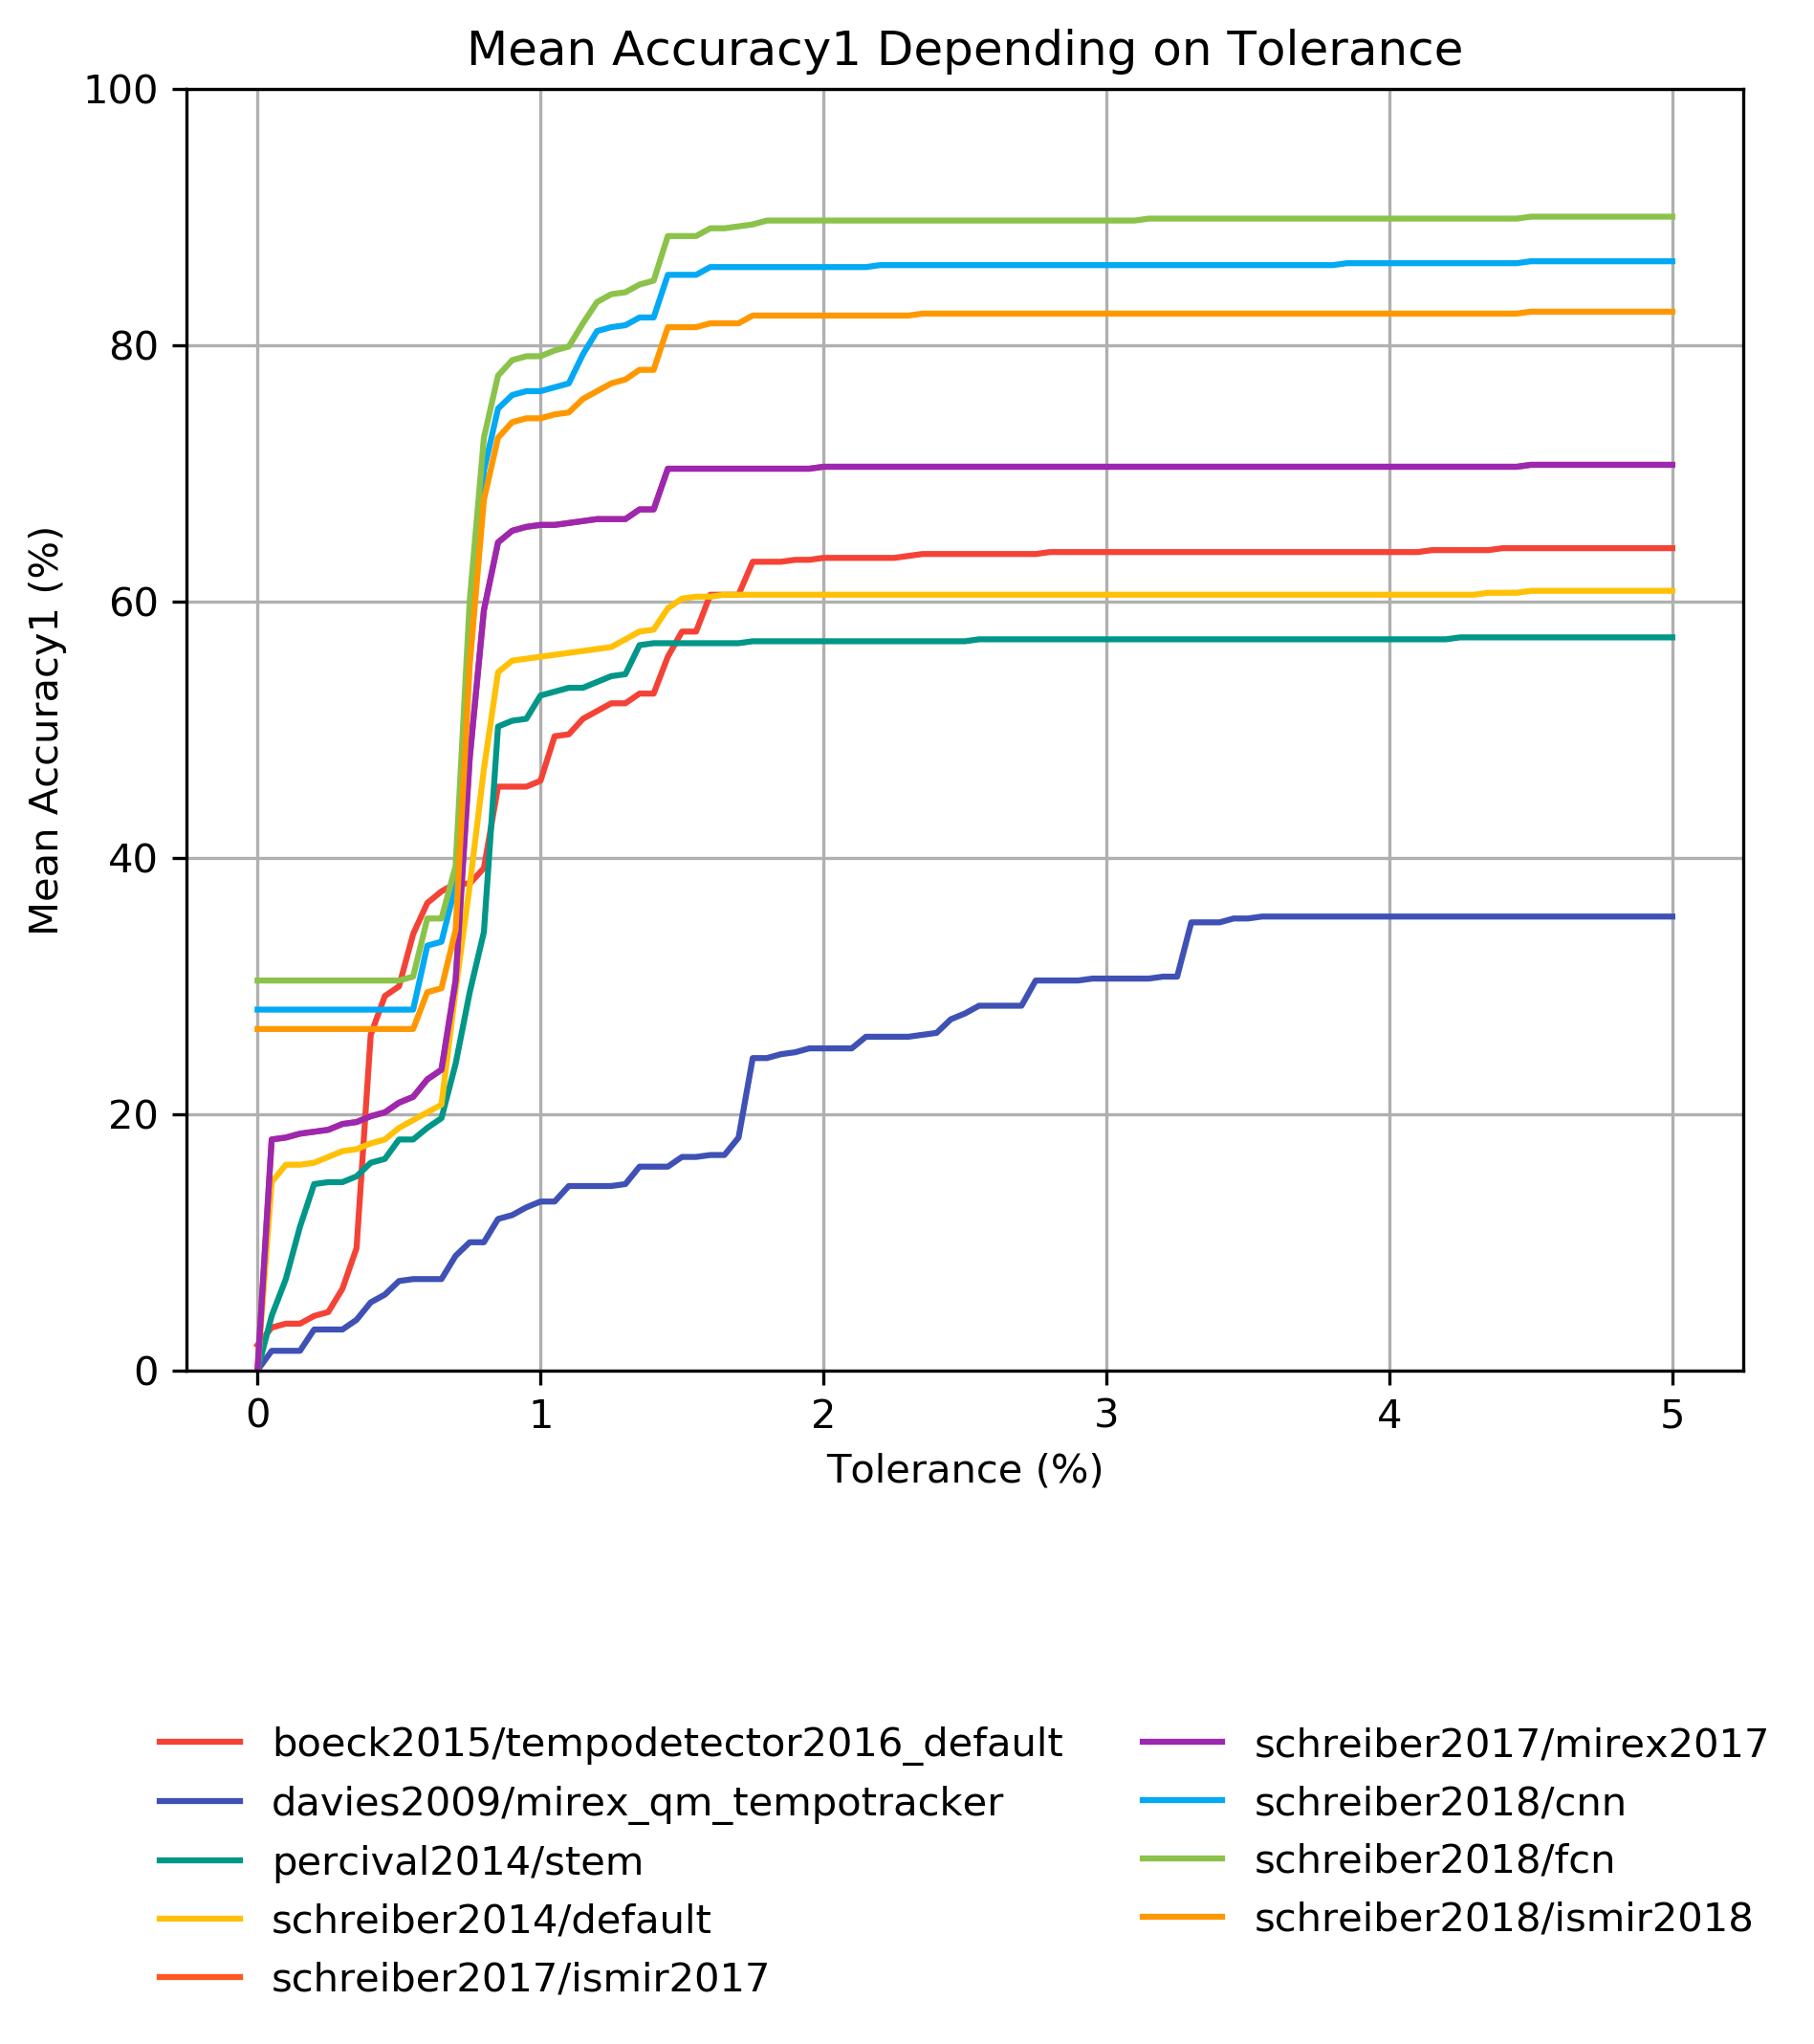 Mean Accuracy1 Depending on Tolerance
100
80
60
40
20
0
Mean Accuracy1 (%)
0 1 2 3 4 5
Tolerance (%)
boeck2015/tempodetector2016_default
davies2009/mirex_qm_tempotracker
percival2014/stem
schreiber2014/default
schreiber2017/ismir2017
schreiber2017/mirex2017
schreiber2018/cnn
schreiber2018/fcn
schreiber2018/ismir2018